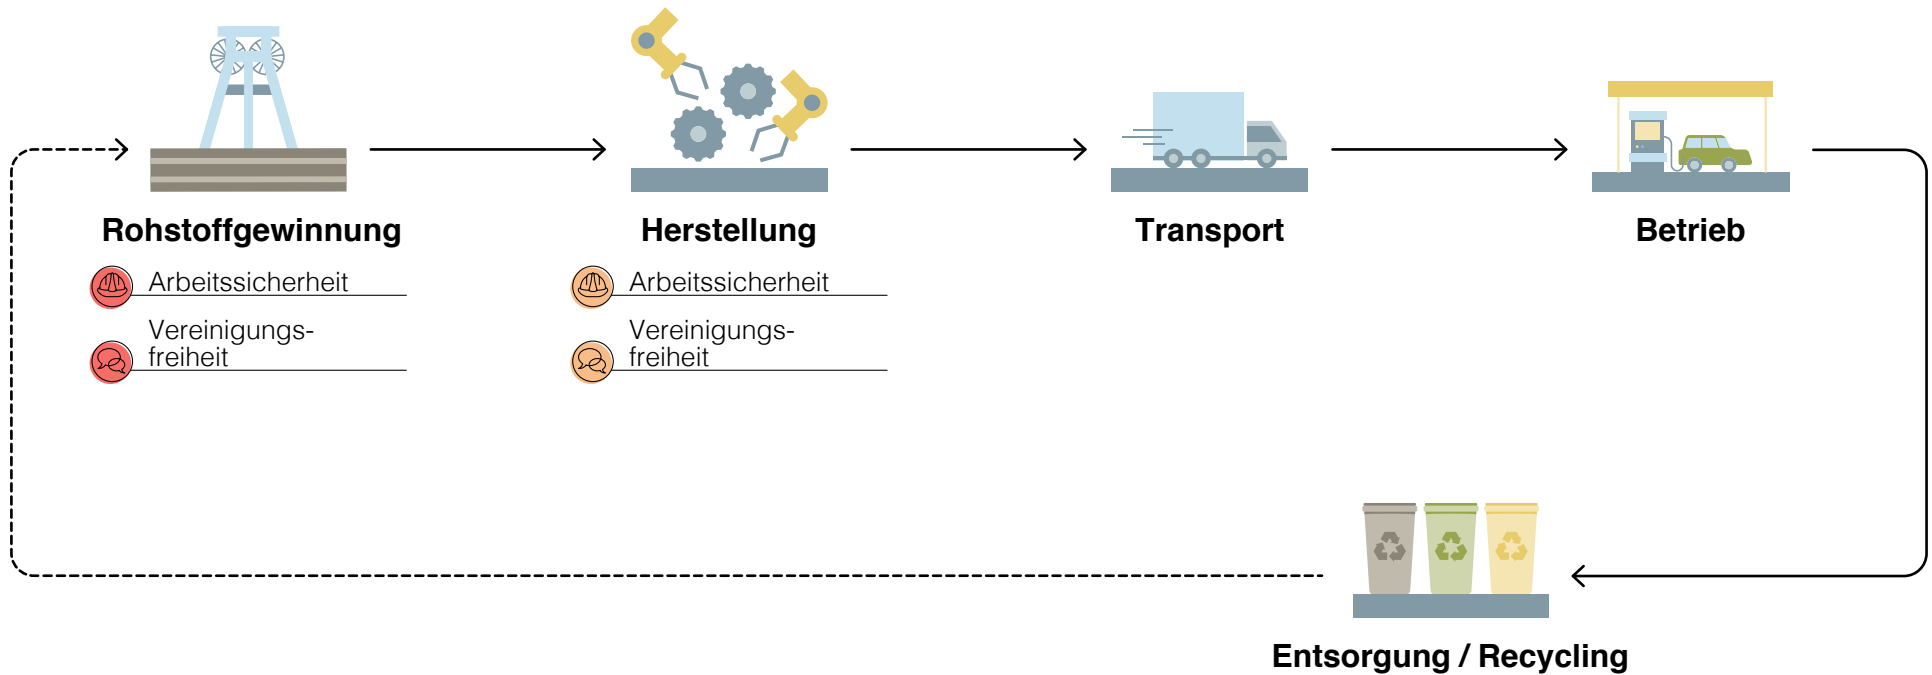 Rohstoffgewinnung
Arbeitssicherheit
Vereinigungs-
freiheit
Herstellung
Arbeitssicherheit
Vereinigungs-
freiheit
Transport
Betrieb
Entsorgung / Recycling